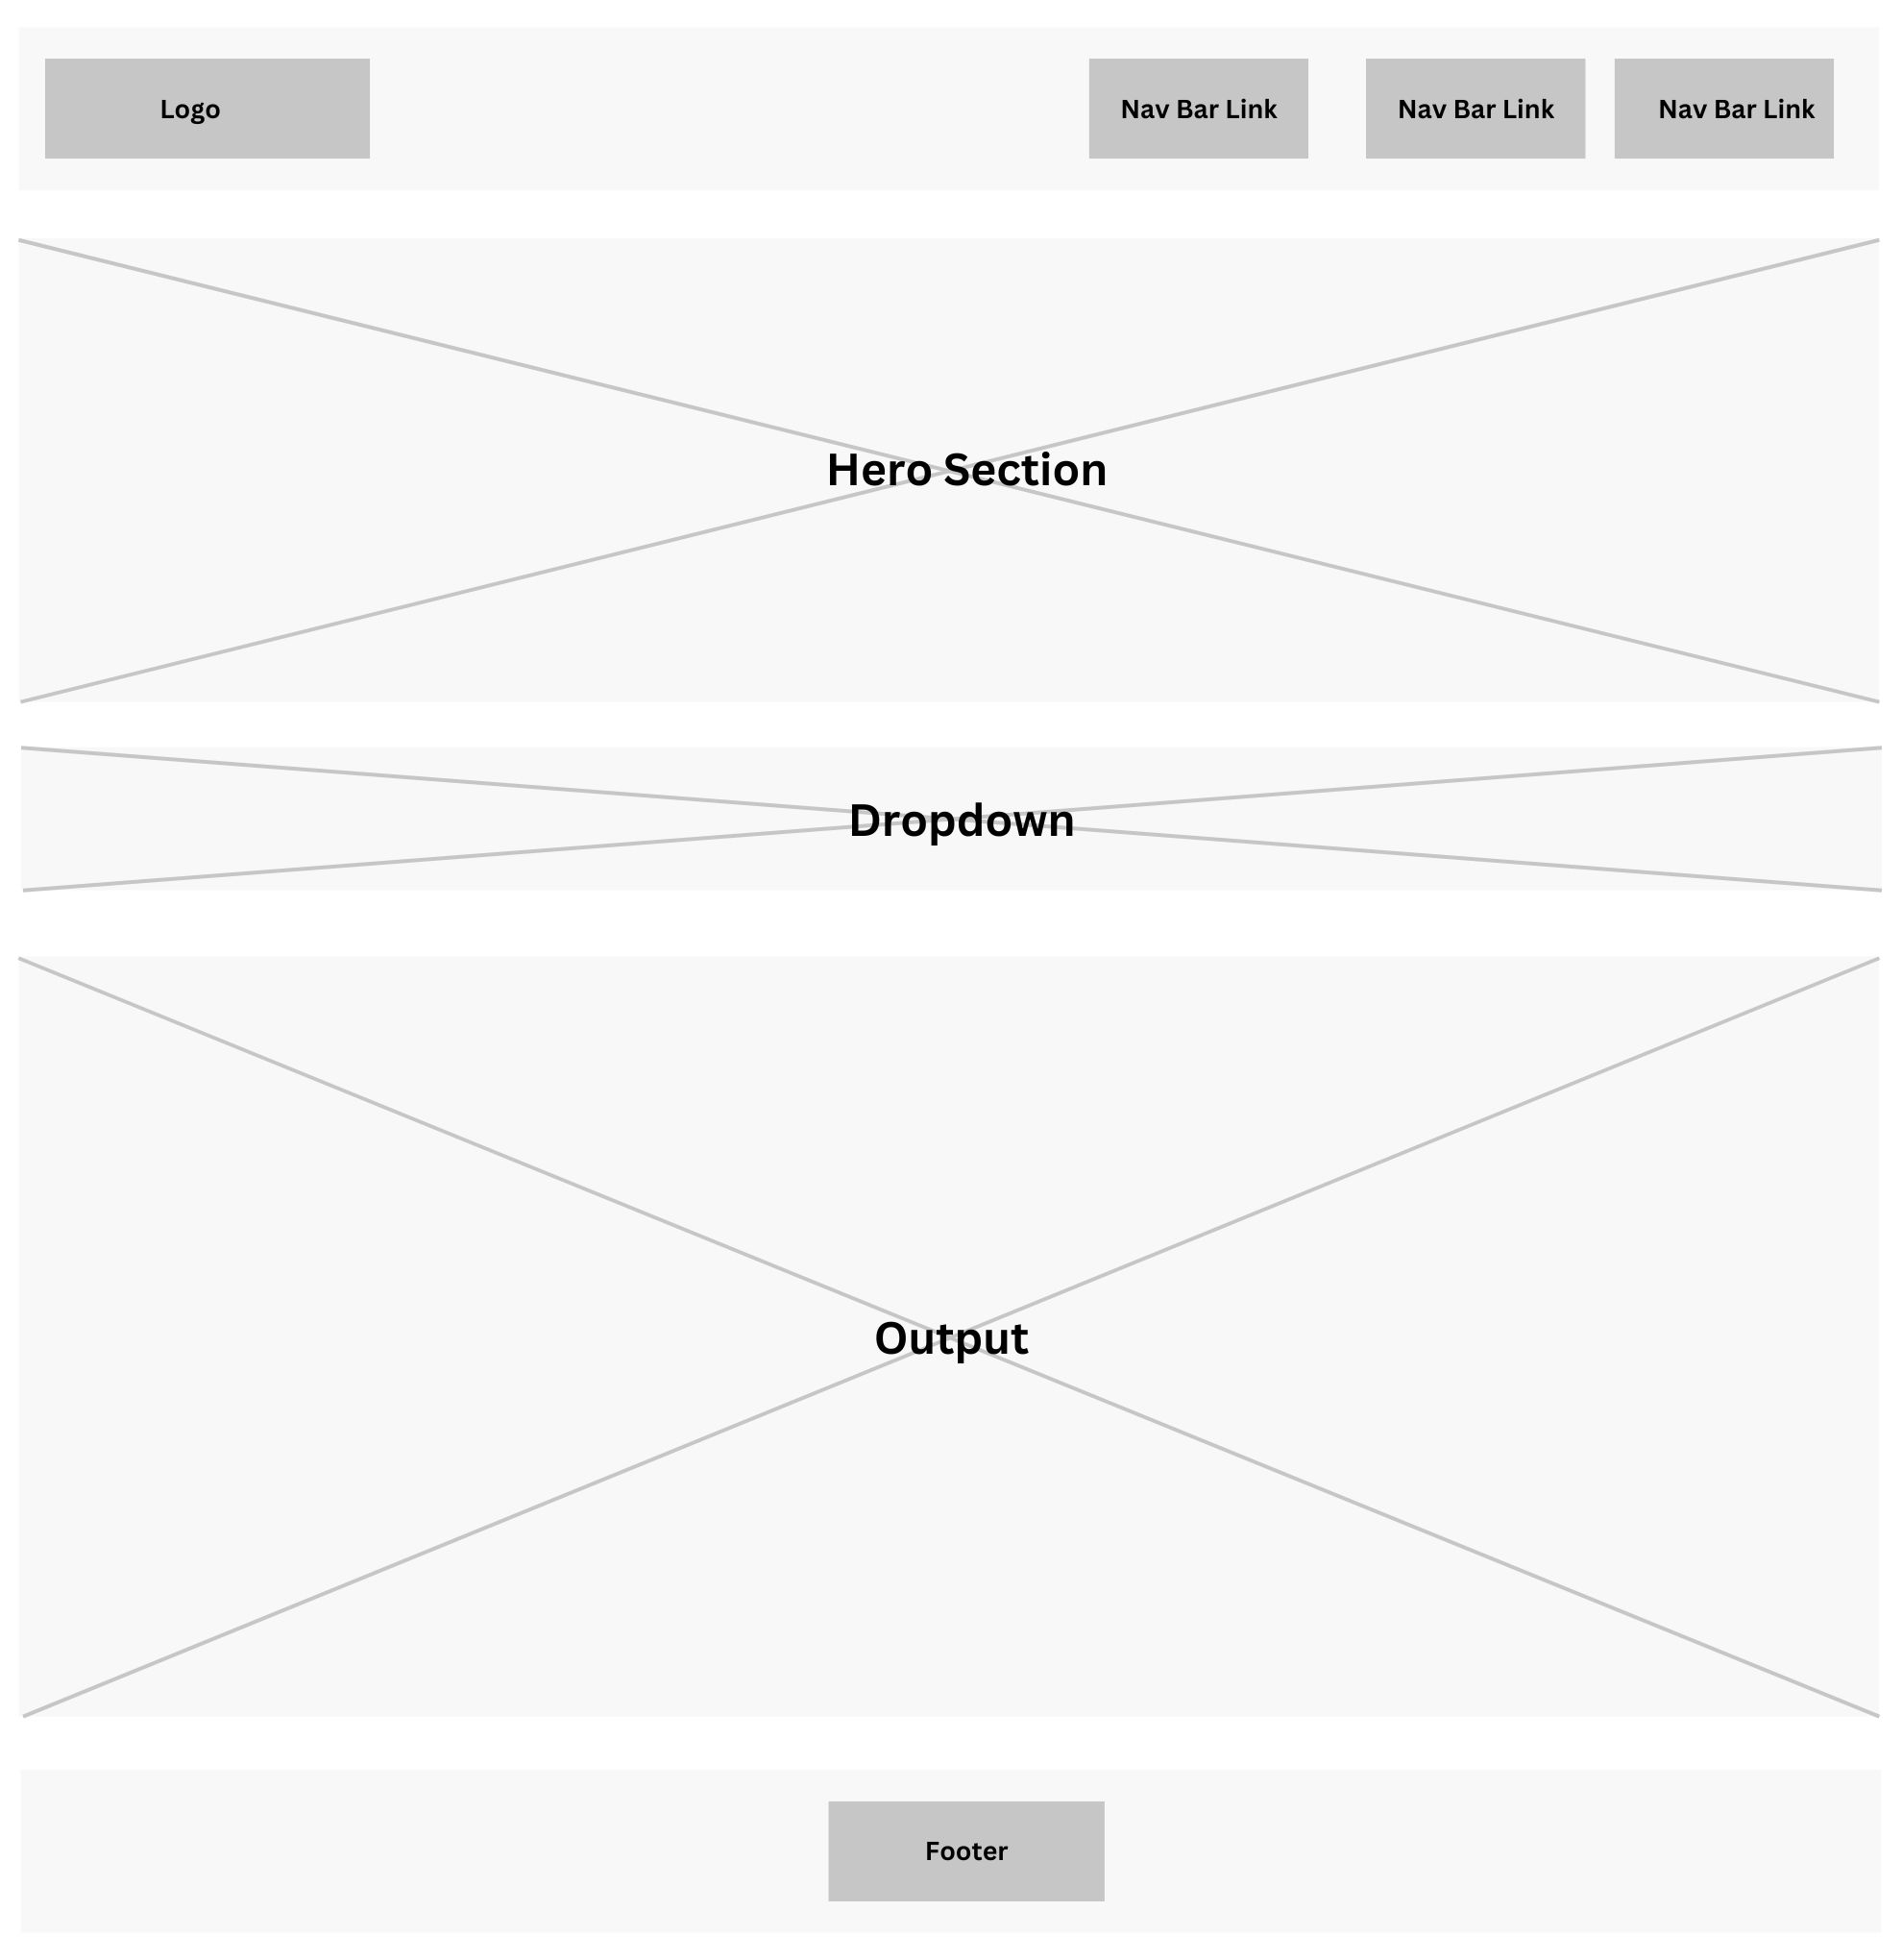 Logo
Nav Bar Link
Nav Bar Link
Nav Bar Link
Hero Section
Dropdown
Output
Footer